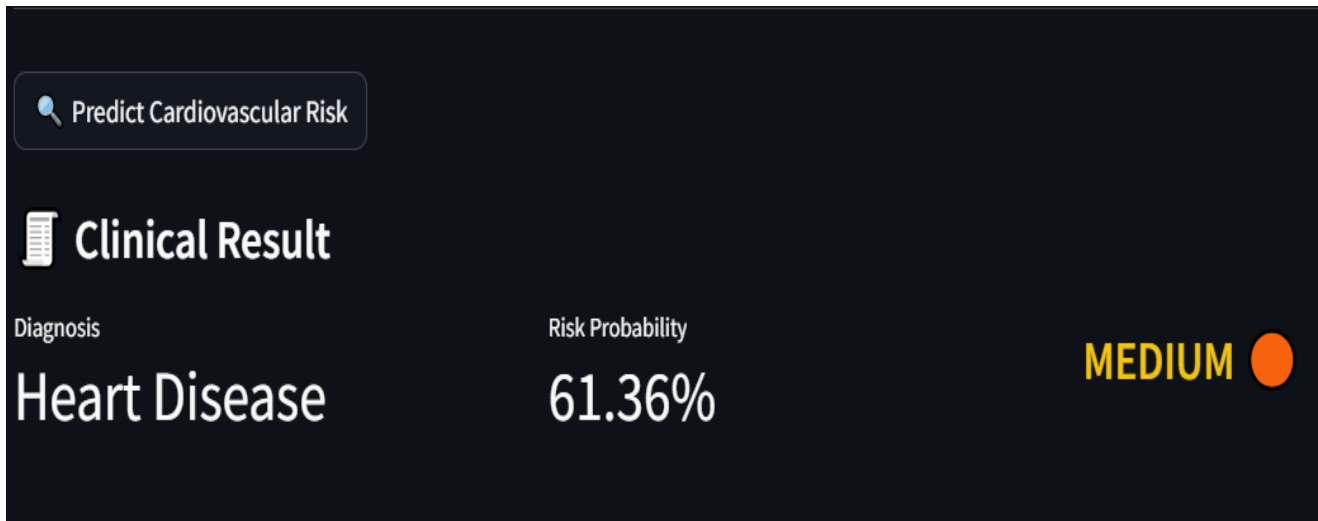 Predict Cardiovascular Risk
Clinical Result
Diagnosis
Heart Disease
Risk Probability
61.36%
MEDIUM